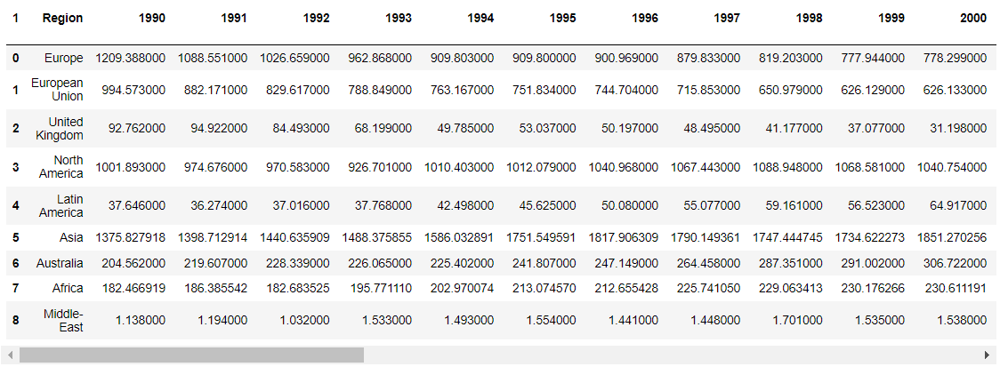 1 Region 1990 1991 1992 1993 1994 1995 1996 1997 1998 1999 2000
0 Europe 1209.388000 1088.551000 1026.659000 962.868000 909.803000 909.800000 900.969000 879.833000 819.203000 777.944000 778.299000
1 European Union 994.573000 882.171000 829.617000 788.849000 763.167000 751.834000 744.704000 715.853000 650.979000 626.129000 626.133000
2 United Kingdom 92.762000 94.922000 84.493000 68.199000 49.785000 53.037000 50.197000 48.495000 41.177000 37.077000 31.198000
3 North America 1001.893000 974.676000 970.583000 926.701000 1010.403000 1012.079000 1040.968000 1067.443000 1088.948000 1068.581000 1040.754000
4 Latin America 37.646000 36.274000 37.016000 37.768000 42.498000 45.625000 50.080000 55.077000 59.161000 56.523000 64.917000
5 Asia 1375.827918 1398.712914 1440.635909 1488.375855 1586.032891 1751.549591 1817.906309 1790.149361 1747.444745 1734.622273 1851.270256
6 Australia 204.562000 219.607000 228.339000 226.065000 225.402000 241.807000 247.149000 264.458000 287.351000 291.002000 306.722000
7 Africa 182.466919 186.385542 182.683525 195.771110 202.970074 213.074570 212.655428 225.741050 229.063413 230.176266 230.611191
8 Middle-East 1.138000 1.194000 1.032000 1.533000 1.493000 1.554000 1.441000 1.448000 1.701000 1.535000 1.538000